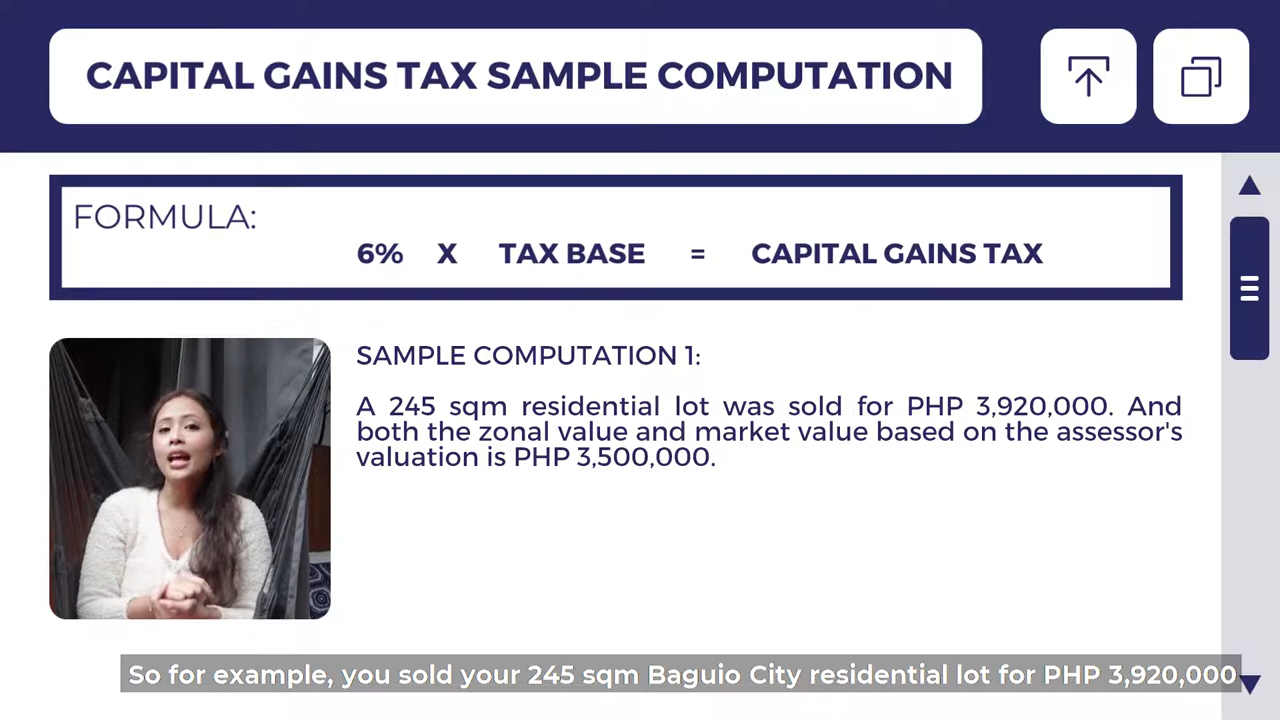 CAPITAL GAINS TAX SAMPLE COMPUTATION
FORMULA:
6% X TAX BASE = CAPITAL GAINS TAX
SAMPLE COMPUTATION 1:
A 245 sqm residential lot was sold for PHP 3,920,000. And
both the zonal value and market value based on the assessor's
valuation is PHP 3,500,000.
So for example, you sold your 245 sqm Baguio City residential lot for PHP 3,920,000